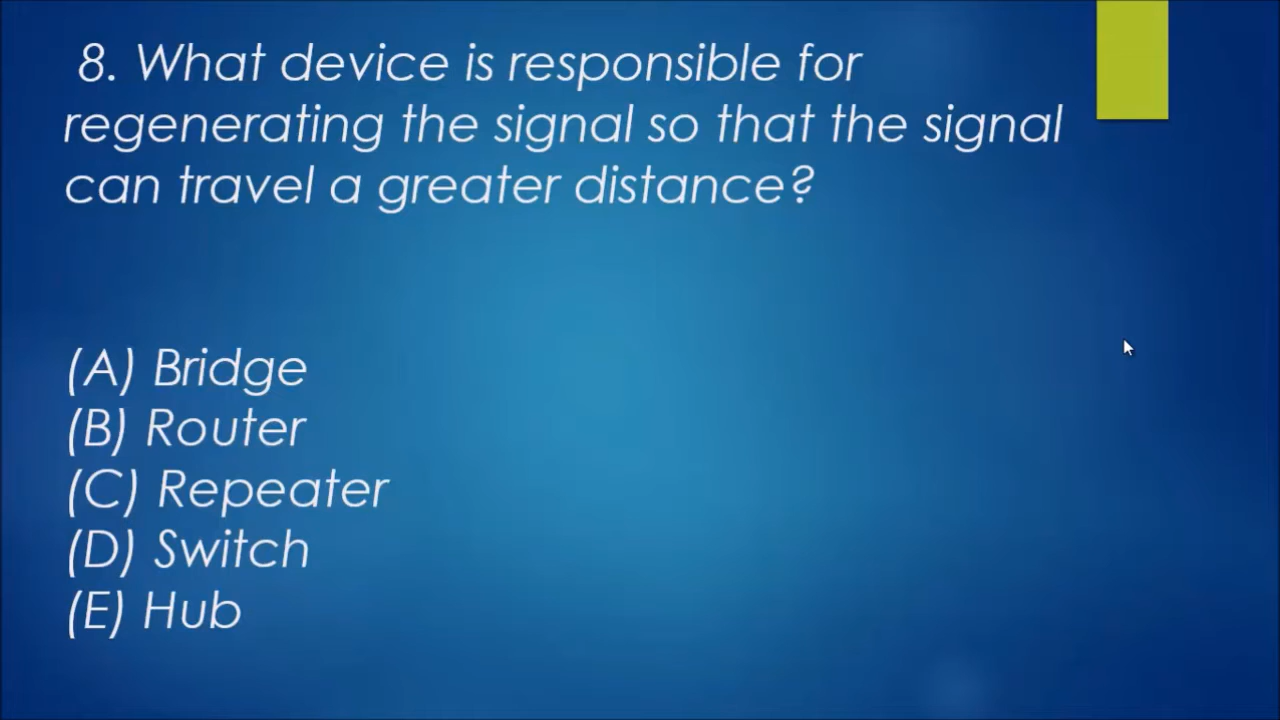 8. What device is responsible for
regenerating the signal so that the signal
can travel a greater distance?
(A) Bridge
(B) Router
(C) Repeater
(D) Switch
(E) Hub